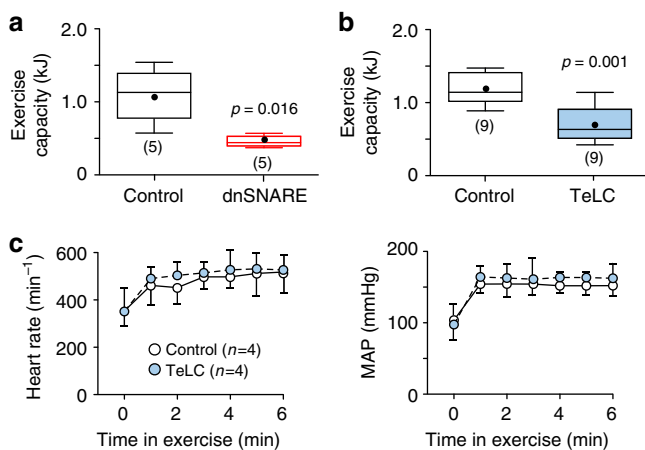 a
Exercise
capacity (kJ)
2.0
1.0
0
p = 0.016
(5)
(5)
Control
dnSNARE
b
Exercise
capacity (kJ)
2.0
1.0
0
p = 0.001
(9)
(9)
Control
TeLC
c
Heart rate (min⁻¹)
600
400
200
0
Control (n=4)
TeLC (n=4)
0 2 4 6
Time in exercise (min)
MAP (mmHg)
200
100
0
0 2 4 6
Time in exercise (min)